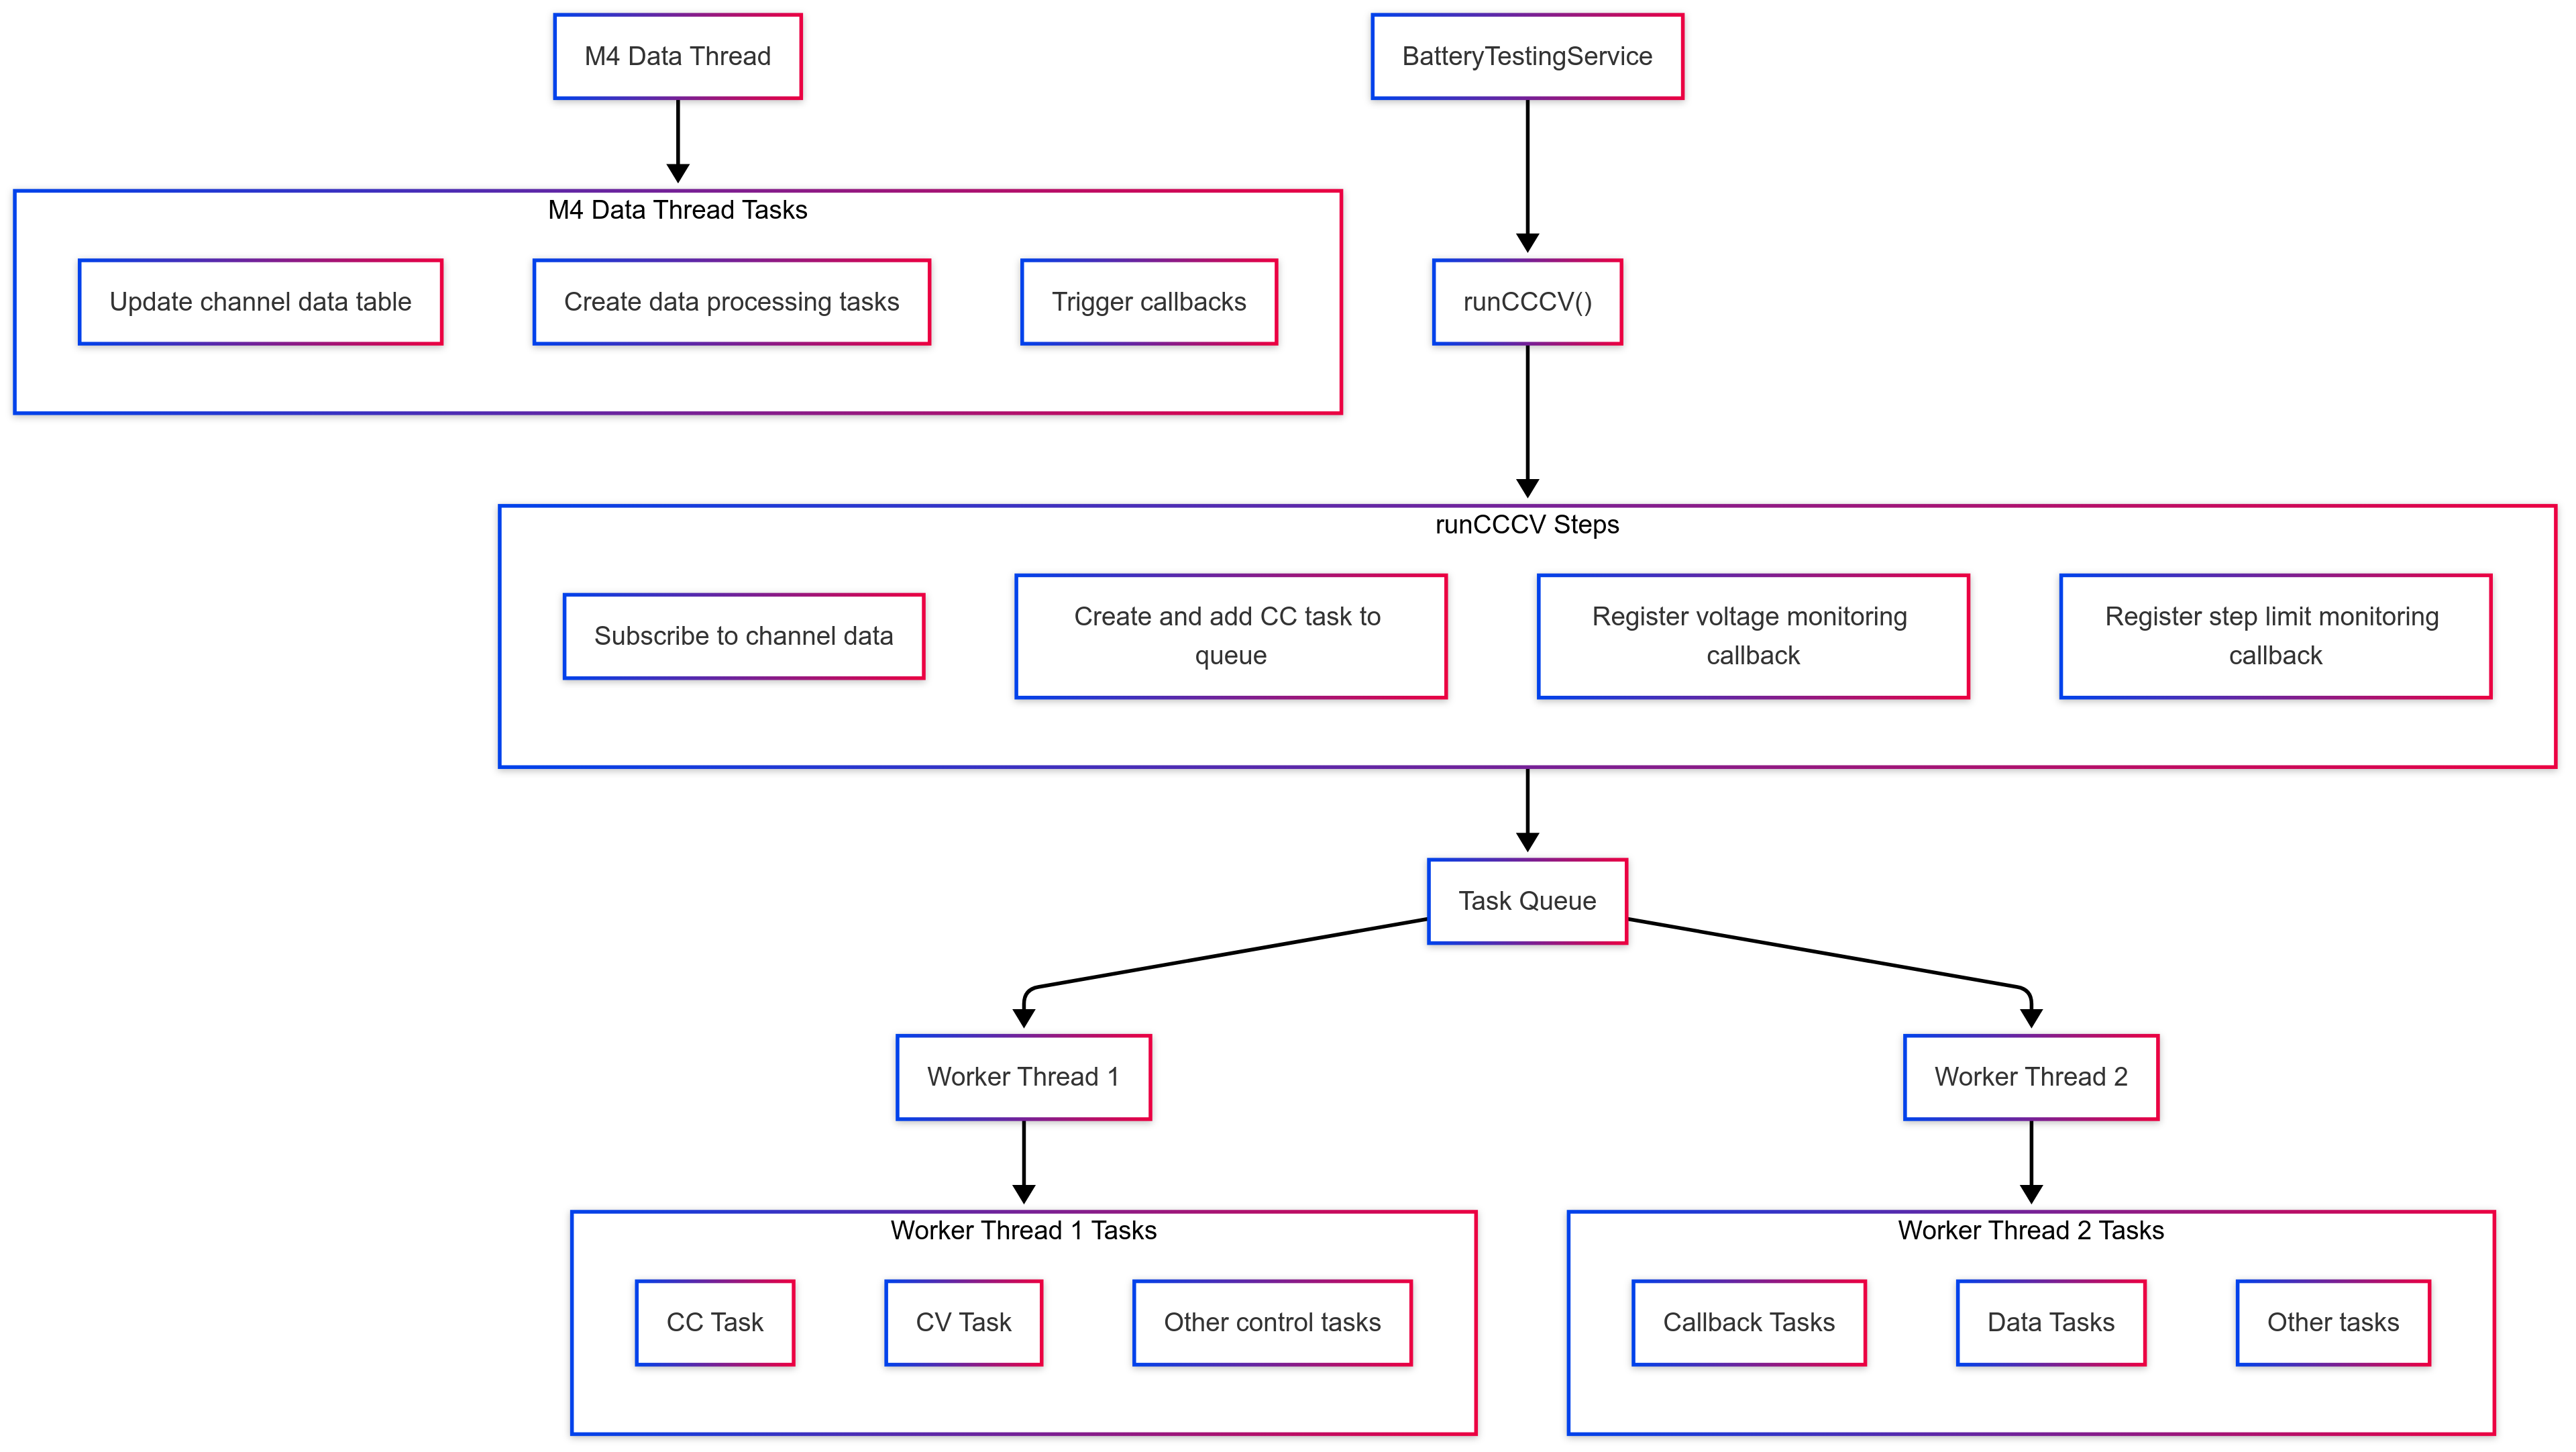 M4 Data Thread
BatteryTestingService
M4 Data Thread Tasks
Update channel data table
Create data processing tasks
Trigger callbacks
runCCCV()
runCCCV Steps
Subscribe to channel data
Create and add CC task to
queue
Register voltage monitoring
callback
Register step limit monitoring
callback
Task Queue
Worker Thread 1
Worker Thread 2
Worker Thread 1 Tasks
CC Task
CV Task
Other control tasks
Worker Thread 2 Tasks
Callback Tasks
Data Tasks
Other tasks